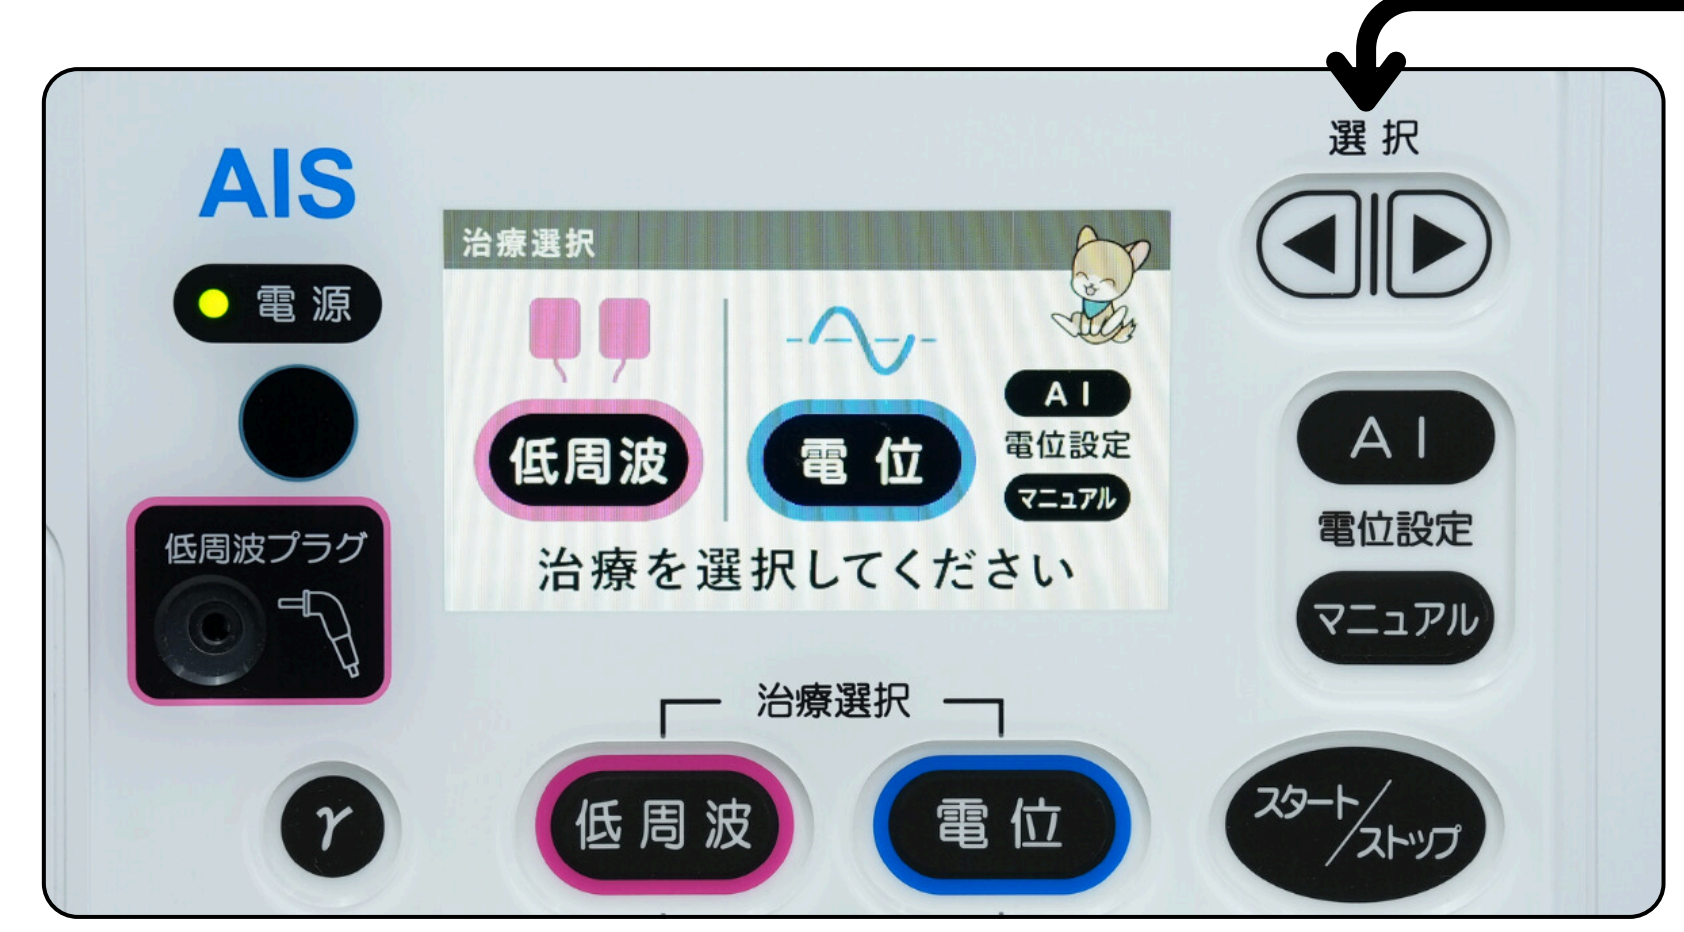 選択
AIS
電源
治療選択
低周波
電位
AI
電位設定
マニュアル
治療を選択してください
AI
電位設定
マニュアル
低周波プラグ
治療選択
γ
低周波
電位
スタート/ストップ